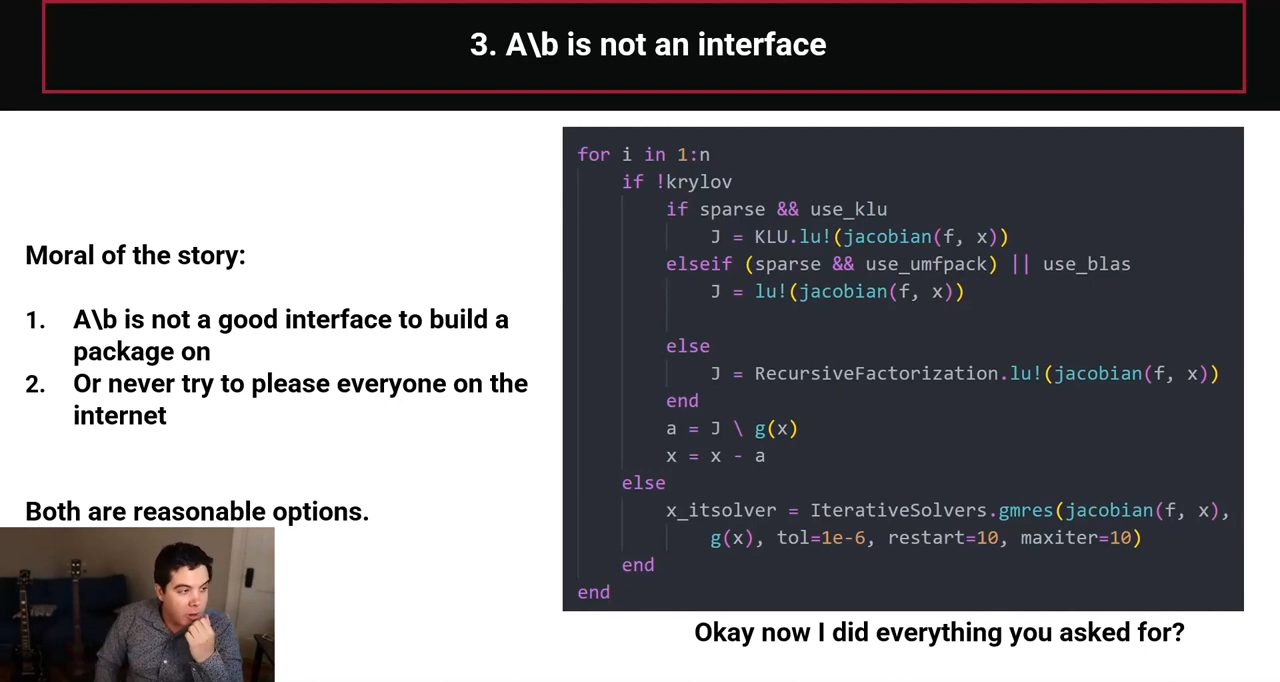 3. A\b is not an interface
Moral of the story:
1. A\b is not a good interface to build a
package on
2. Or never try to please everyone on the
internet
Both are reasonable options.
for i in 1:n
    if !krylov
        if sparse && use_klu
            J = KLU.lu!(jacobian(f, x))
        elseif (sparse && use_umfpack) || use_blas
            J = lu!(jacobian(f, x))
        else
            J = RecursiveFactorization.lu!(jacobian(f, x))
        end
        a = J \ g(x)
        x = x - a
    else
        x_itsolver = IterativeSolvers.gmres(jacobian(f, x),
            g(x), tol=1e-6, restart=10, maxiter=10)
    end
end
Okay now I did everything you asked for?